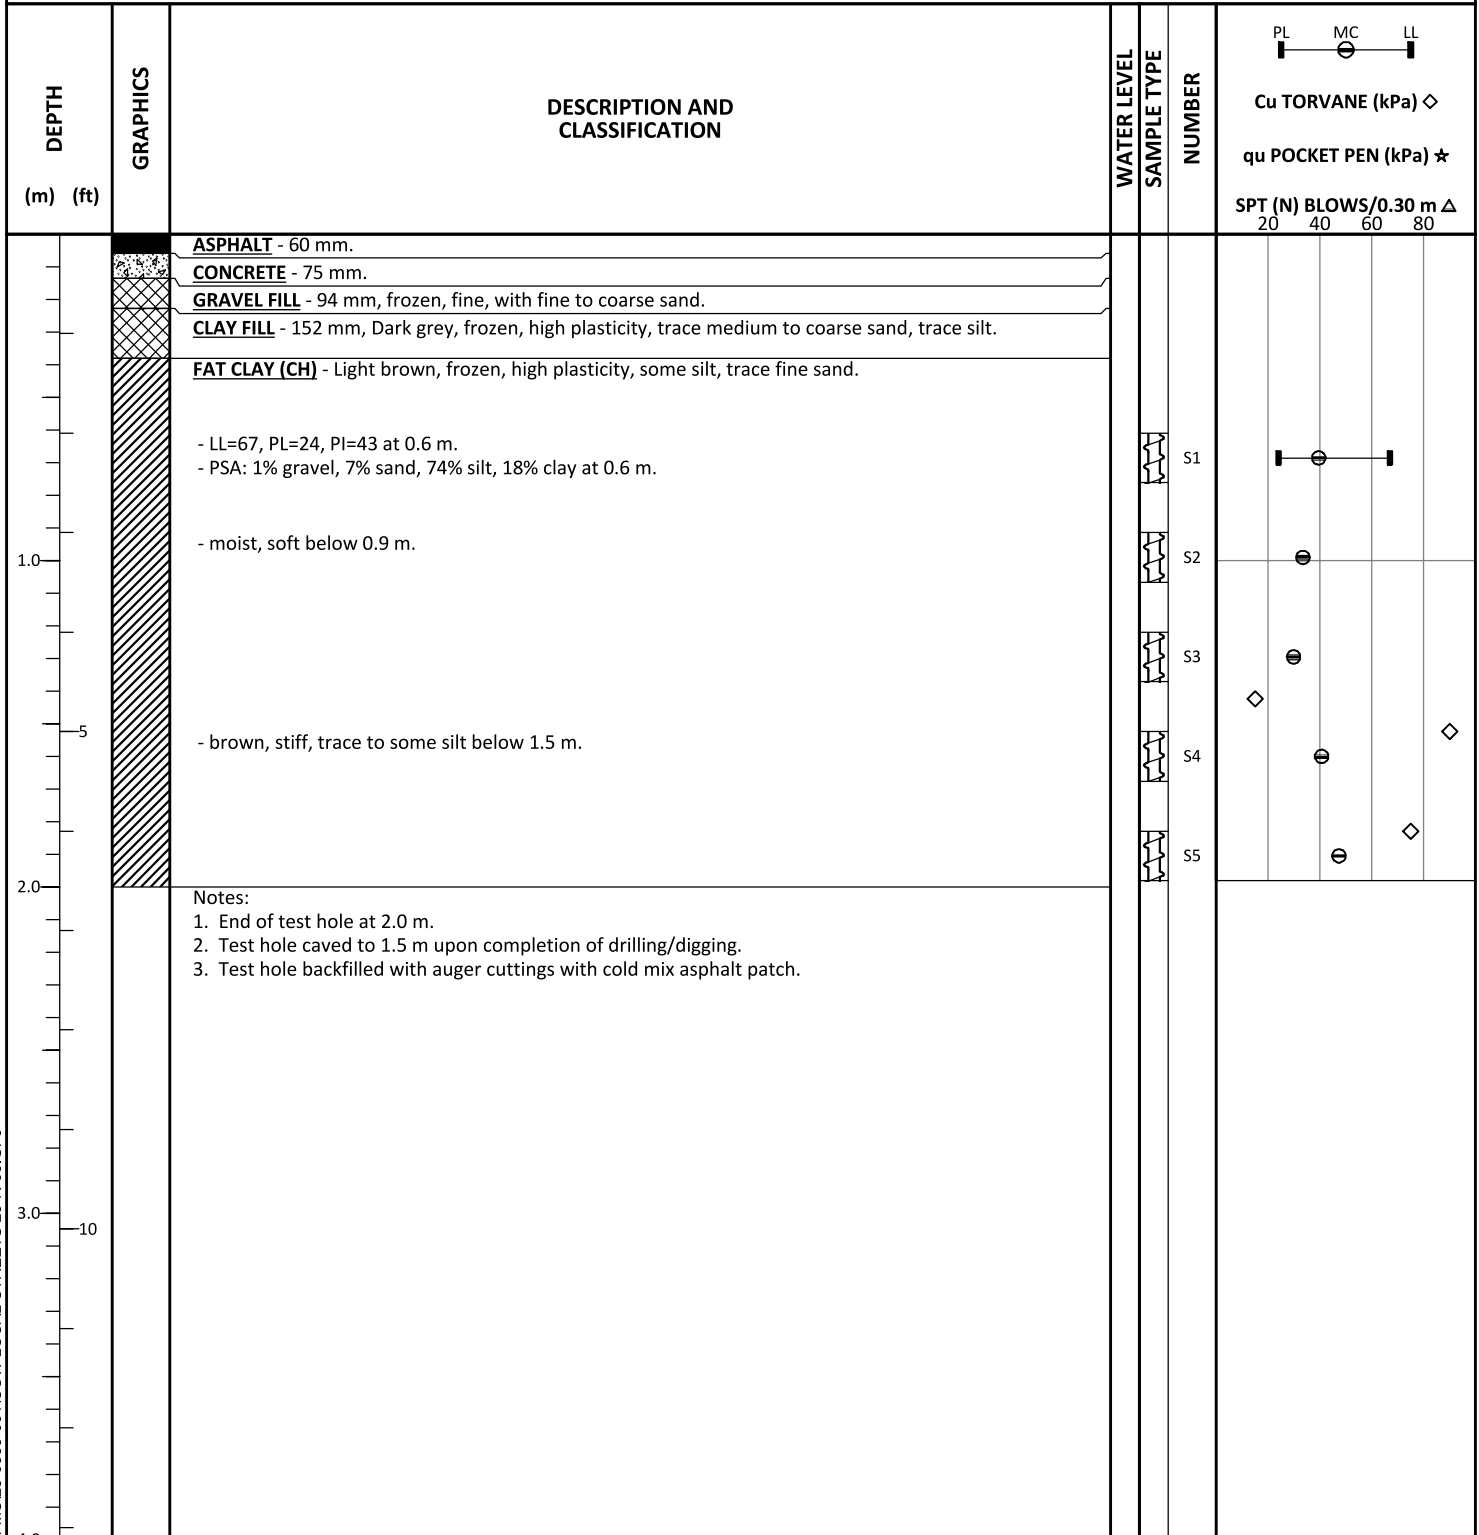 PL MC LL
Cu TORVANE (kPa)
qu POCKET PEN (kPa)
SPT (N) BLOWS/0.30 m
20 40 60 80
DEPTH
(m) (ft)
GRAPHICS
DESCRIPTION AND
CLASSIFICATION
WATER LEVEL
SAMPLE TYPE
NUMBER
ASPHALT - 60 mm.
CONCRETE - 75 mm.
GRAVEL FILL - 94 mm, frozen, fine, with fine to coarse sand.
CLAY FILL - 152 mm, Dark grey, frozen, high plasticity, trace medium to coarse sand, trace silt.
FAT CLAY (CH) - Light brown, frozen, high plasticity, some silt, trace fine sand.
- LL=67, PL=24, PI=43 at 0.6 m.
S1
- PSA: 1% gravel, 7% sand, 74% silt, 18% clay at 0.6 m.
- moist, soft below 0.9 m.
1.0
S2
S3
5
- brown, stiff, trace to some silt below 1.5 m.
S4
S5
2.0
Notes:
1. End of test hole at 2.0 m.
2. Test hole caved to 1.5 m upon completion of drilling/digging.
3. Test hole backfilled with auger cuttings with cold mix asphalt patch.
3.0
10